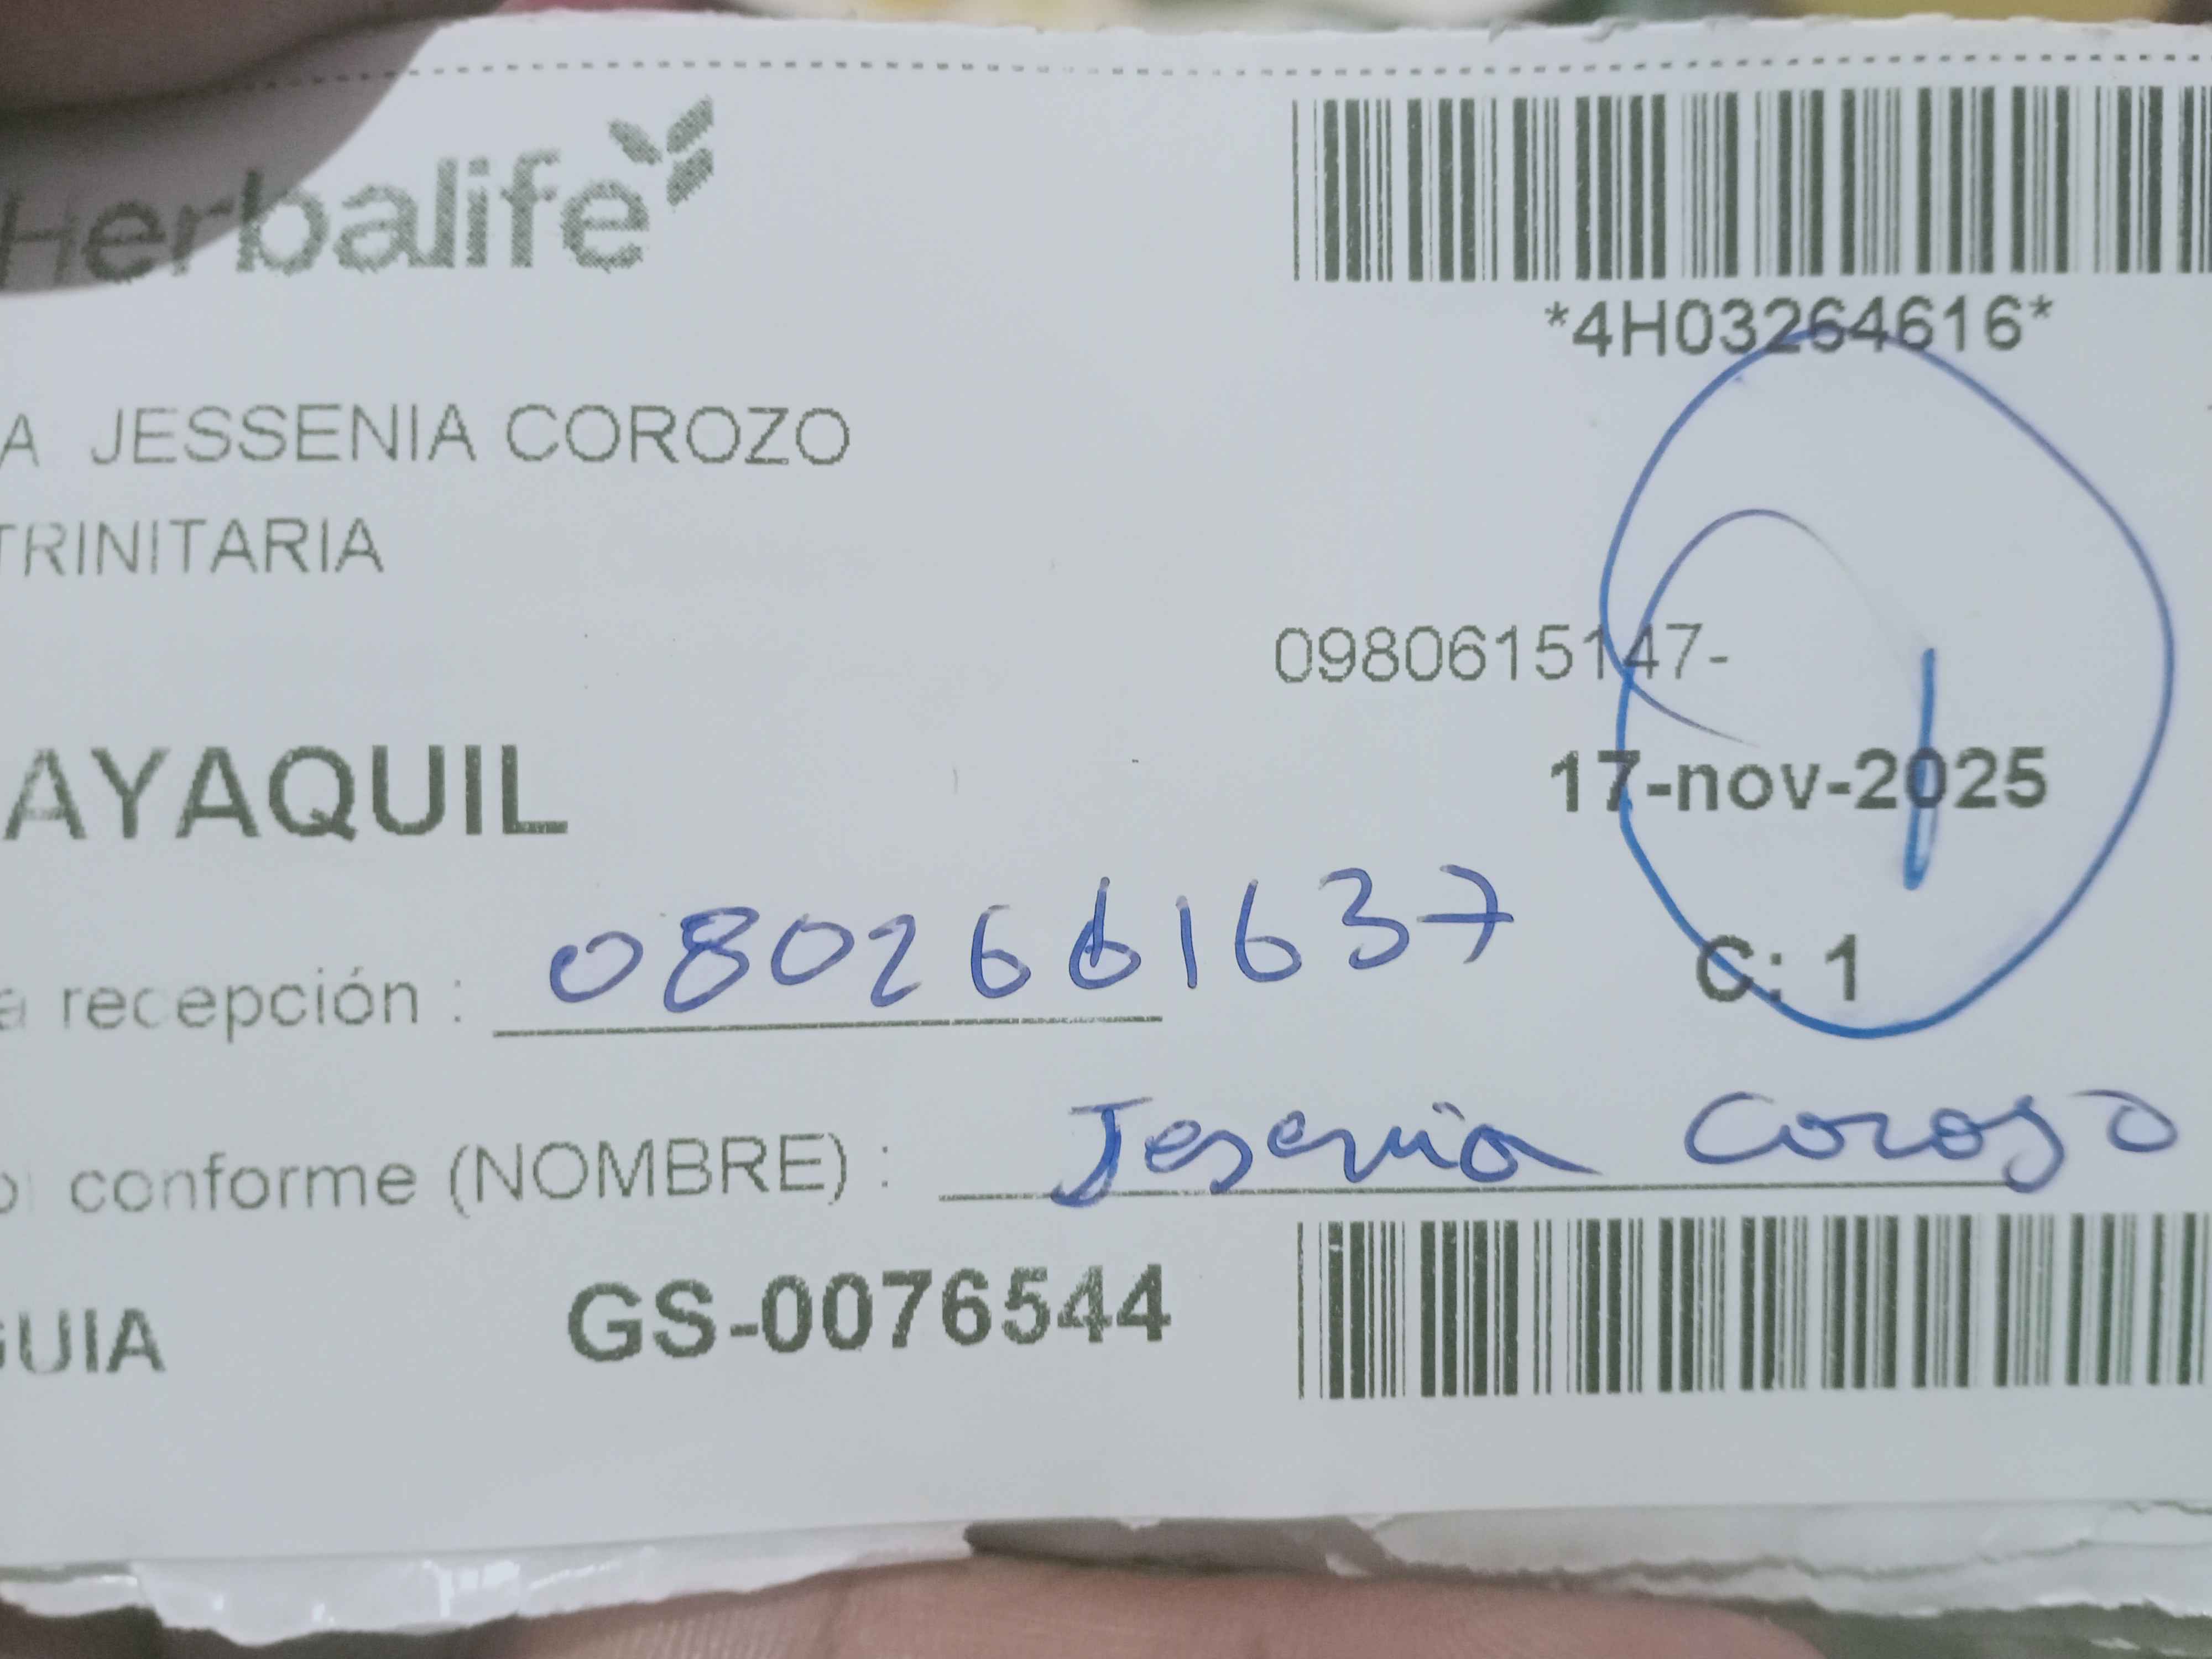 Herbalife
*4H03264616*
A JESSENIA COROZO
TRINITARIA
0980615147-
AYAQUIL
17-nov-2025
a recepción : 0802661637
C: 1
conforme (NOMBRE) : Jesenia Corozo
GUIA GS-0076544